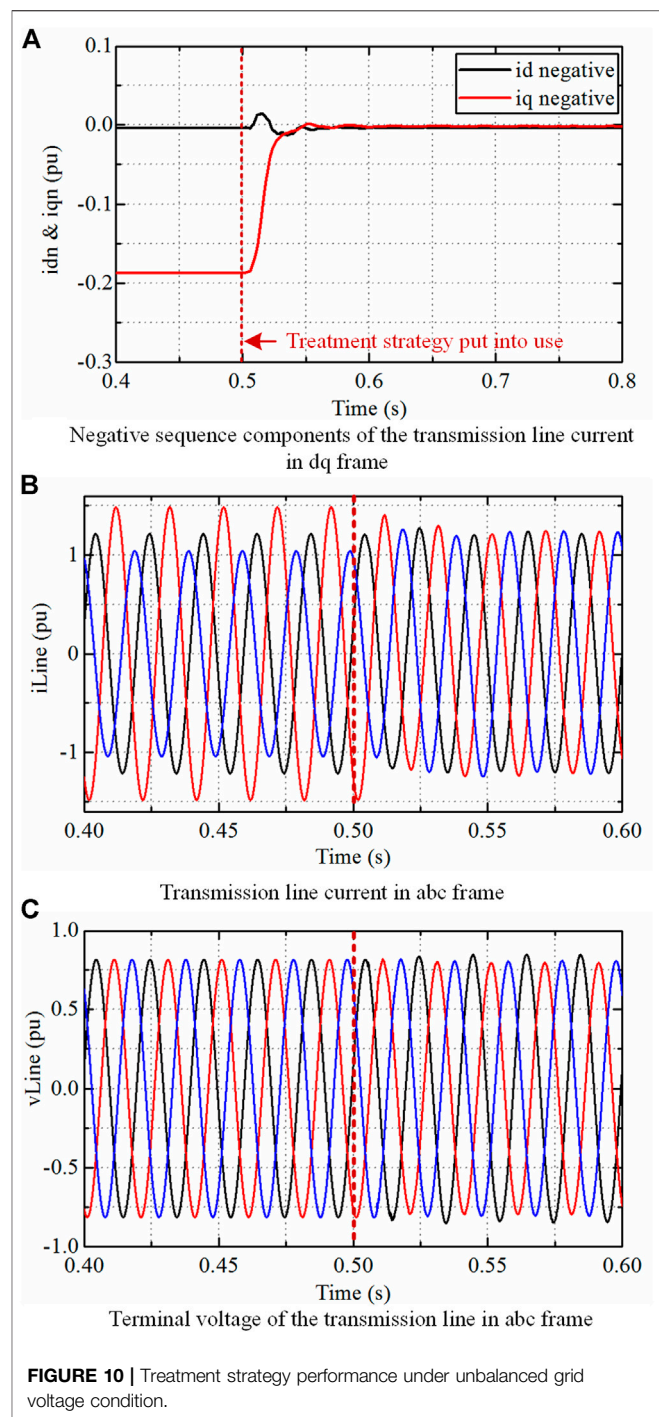 A
0.1
0.0
-0.1
-0.2
-0.3
idn & iqn (pu)
id negative
iq negative
Treatment strategy put into use
0.4 0.5 0.6 0.7 0.8
Time (s)
Negative sequence components of the transmission line current
in dq frame
B
1
0
-1
iLine (pu)
0.40 0.45 0.50 0.55 0.60
Time (s)
Transmission line current in abc frame
C
1.0
0.5
0.0
-0.5
-1.0
vLine (pu)
0.40 0.45 0.50 0.55 0.60
Time (s)
Terminal voltage of the transmission line in abc frame
FIGURE 10 | Treatment strategy performance under unbalanced grid
voltage condition.